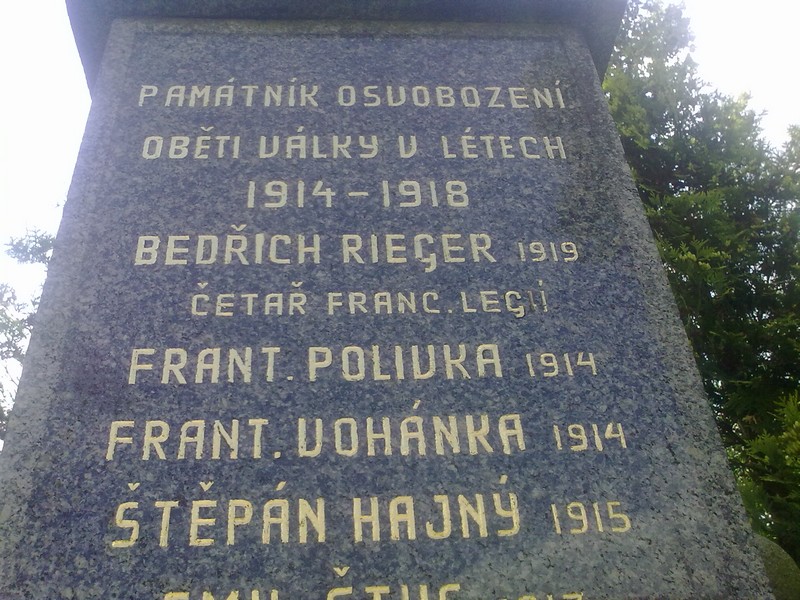 PAMÁTNÍK OSVOBOZENÍ
OBĚTI VÁLKY V LÉTECH
1914-1918
BEDŘICH RIEGER 1919
ČETAŘ FRANC. LEGIÍ
FRANT. POLIVKA 1914
FRANT. VOHÁNKA 1914
ŠTĚPÁN HAJNÝ 1915